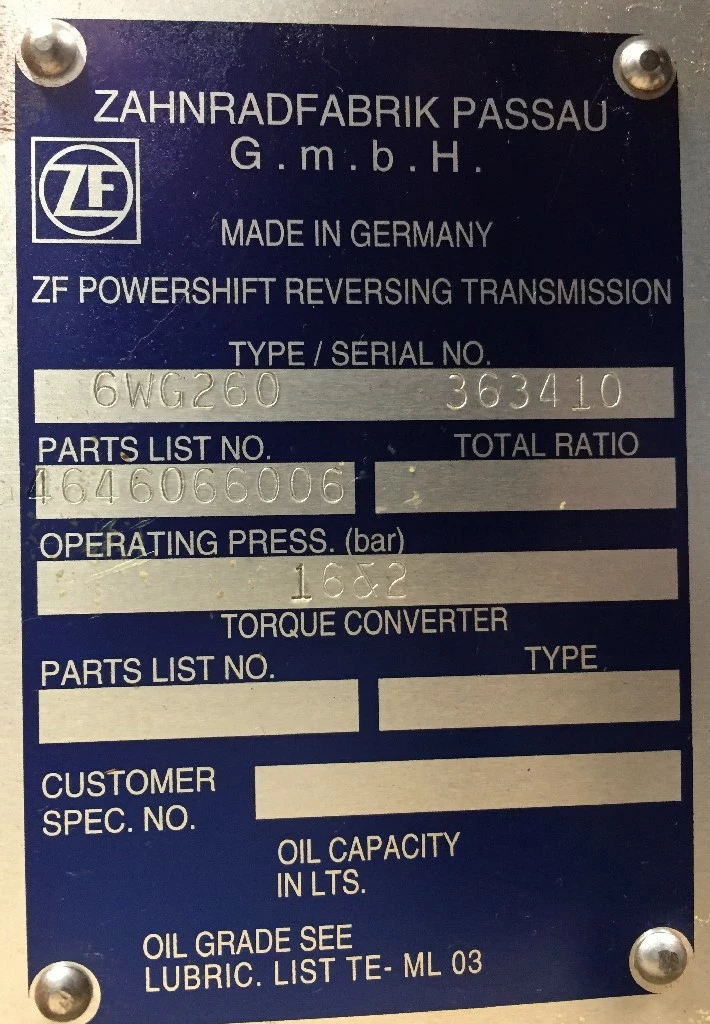 ZAHNRADFABRIK PASSAU
G.m.b.H.
ZF
MADE IN GERMANY
ZF POWERSHIFT REVERSING TRANSMISSION
TYPE / SERIAL NO.
6WG260 363410
PARTS LIST NO. TOTAL RATIO
4646066006
OPERATING PRESS. (bar)
16&2
TORQUE CONVERTER
PARTS LIST NO. TYPE
CUSTOMER
SPEC. NO.
OIL CAPACITY
IN LTS.
OIL GRADE SEE
LUBRIC. LIST TE- ML 03